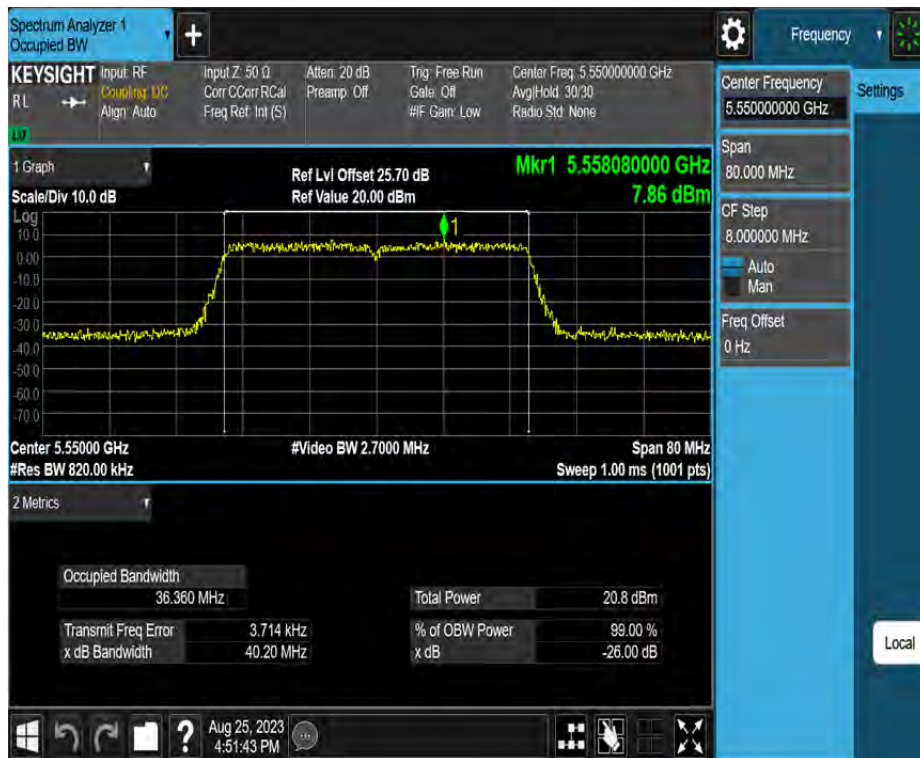 Spectrum Analyzer 1
Occupied BW
+
Frequency
KEYSIGHT
RL
Input: RF
Coupling: DC
Align: Auto
Input Z: 50 Ω
Corr CCorr RCal
Freq Ref: Int (S)
Atten: 20 dB
Preamp: Off
Trig: Free Run
Gate: Off
#IF Gain: Low
Center Freq: 5.550000000 GHz
Avg|Hold: 30/30
Radio Std: None
Center Frequency
5.550000000 GHz
Settings
Span
80.000 MHz
CF Step
8.000000 MHz
Auto
Man
Freq Offset
0 Hz
Local
1 Graph
Scale/Div 10.0 dB
Ref Lvl Offset 25.70 dB
Ref Value 20.00 dBm
Mkr1 5.558080000 GHz
7.86 dBm
Log
1
10.0
0.00
-10.0
-20.0
-30.0
-40.0
-50.0
-60.0
-70.0
Center 5.55000 GHz
#Video BW 2.7000 MHz
Span 80 MHz
#Res BW 820.00 kHz
Sweep 1.00 ms (1001 pts)
2 Metrics
Occupied Bandwidth
36.360 MHz
Total Power 20.8 dBm
Transmit Freq Error 3.714 kHz
% of OBW Power 99.00 %
x dB Bandwidth 40.20 MHz
x dB -26.00 dB
?
Aug 25, 2023
4:51:43 PM